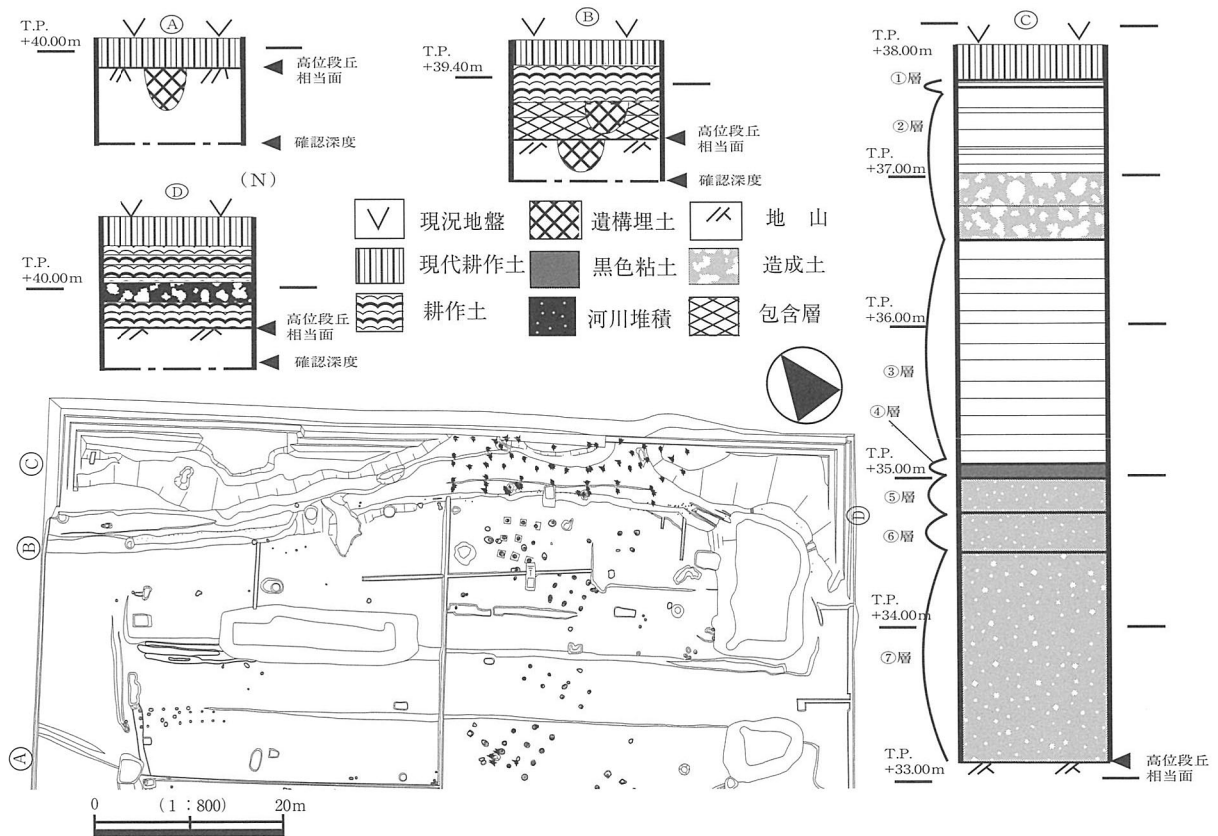 Ⓐ
T.P.
+40.00m
高位段丘
相当面
確認深度
Ⓑ
T.P.
+39.40m
高位段丘
相当面
確認深度
Ⓓ
(N)
T.P.
+40.00m
高位段丘
相当面
確認深度
現況地盤
遺構埋土
地 山
現代耕作土
黒色粘土
造成土
耕作土
河川堆積
包含層
Ⓒ
T.P.
+38.00m
①層
②層
T.P.
+37.00m
T.P.
+36.00m
③層
④層
T.P.
+35.00m
⑤層
⑥層
T.P.
+34.00m
⑦層
T.P.
+33.00m
高位段丘
相当面
Ⓒ
Ⓑ
Ⓐ
Ⓓ
0 (1:800) 20m